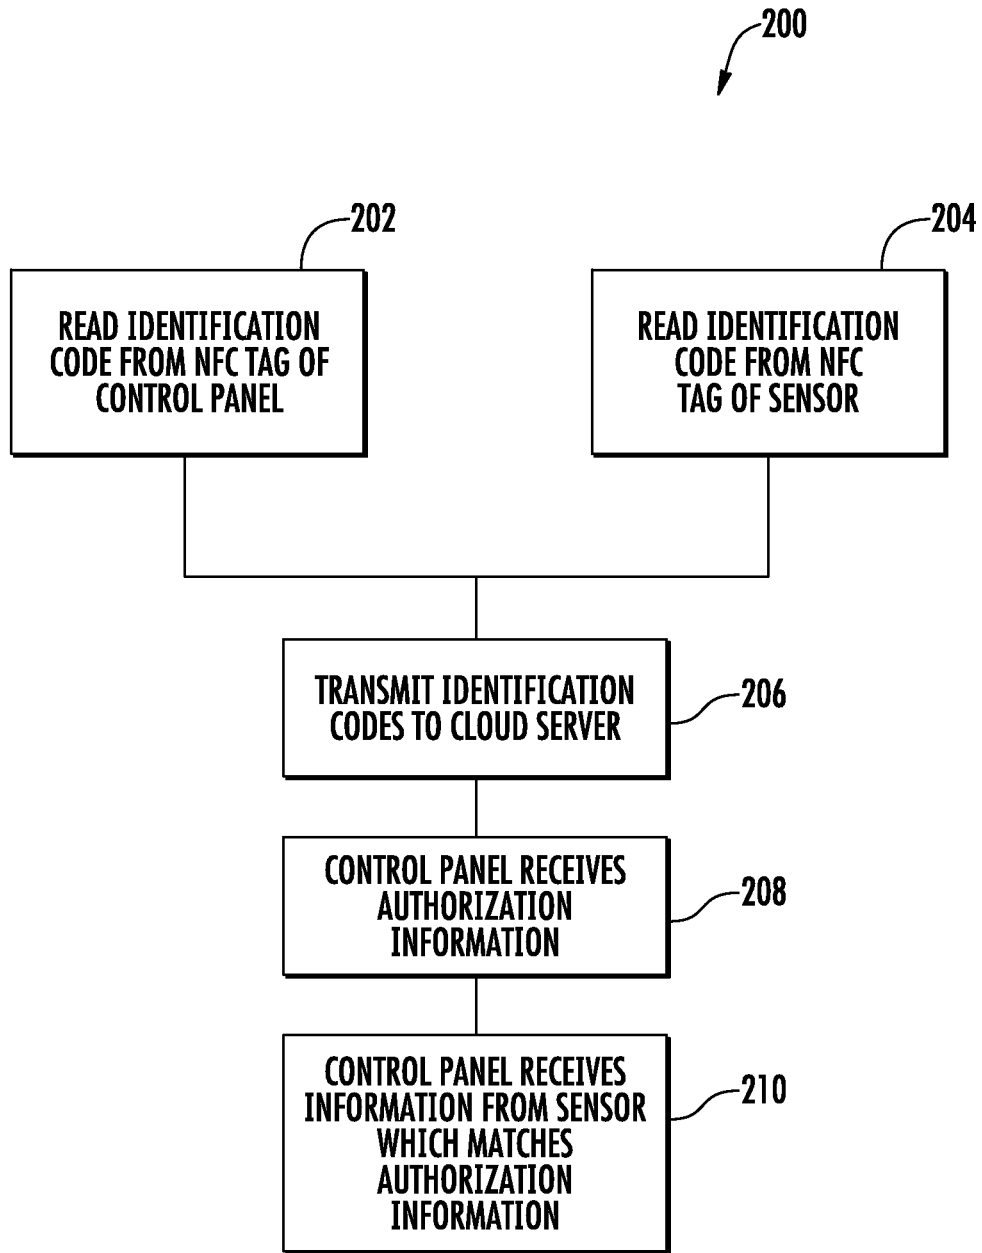 200
202
204
READ IDENTIFICATION
CODE FROM NFC TAG OF
CONTROL PANEL
READ IDENTIFICATION
CODE FROM NFC
TAG OF SENSOR
TRANSMIT IDENTIFICATION
CODES TO CLOUD SERVER
206
CONTROL PANEL RECEIVES
AUTHORIZATION
INFORMATION
208
CONTROL PANEL RECEIVES
INFORMATION FROM SENSOR
WHICH MATCHES
AUTHORIZATION
INFORMATION
210